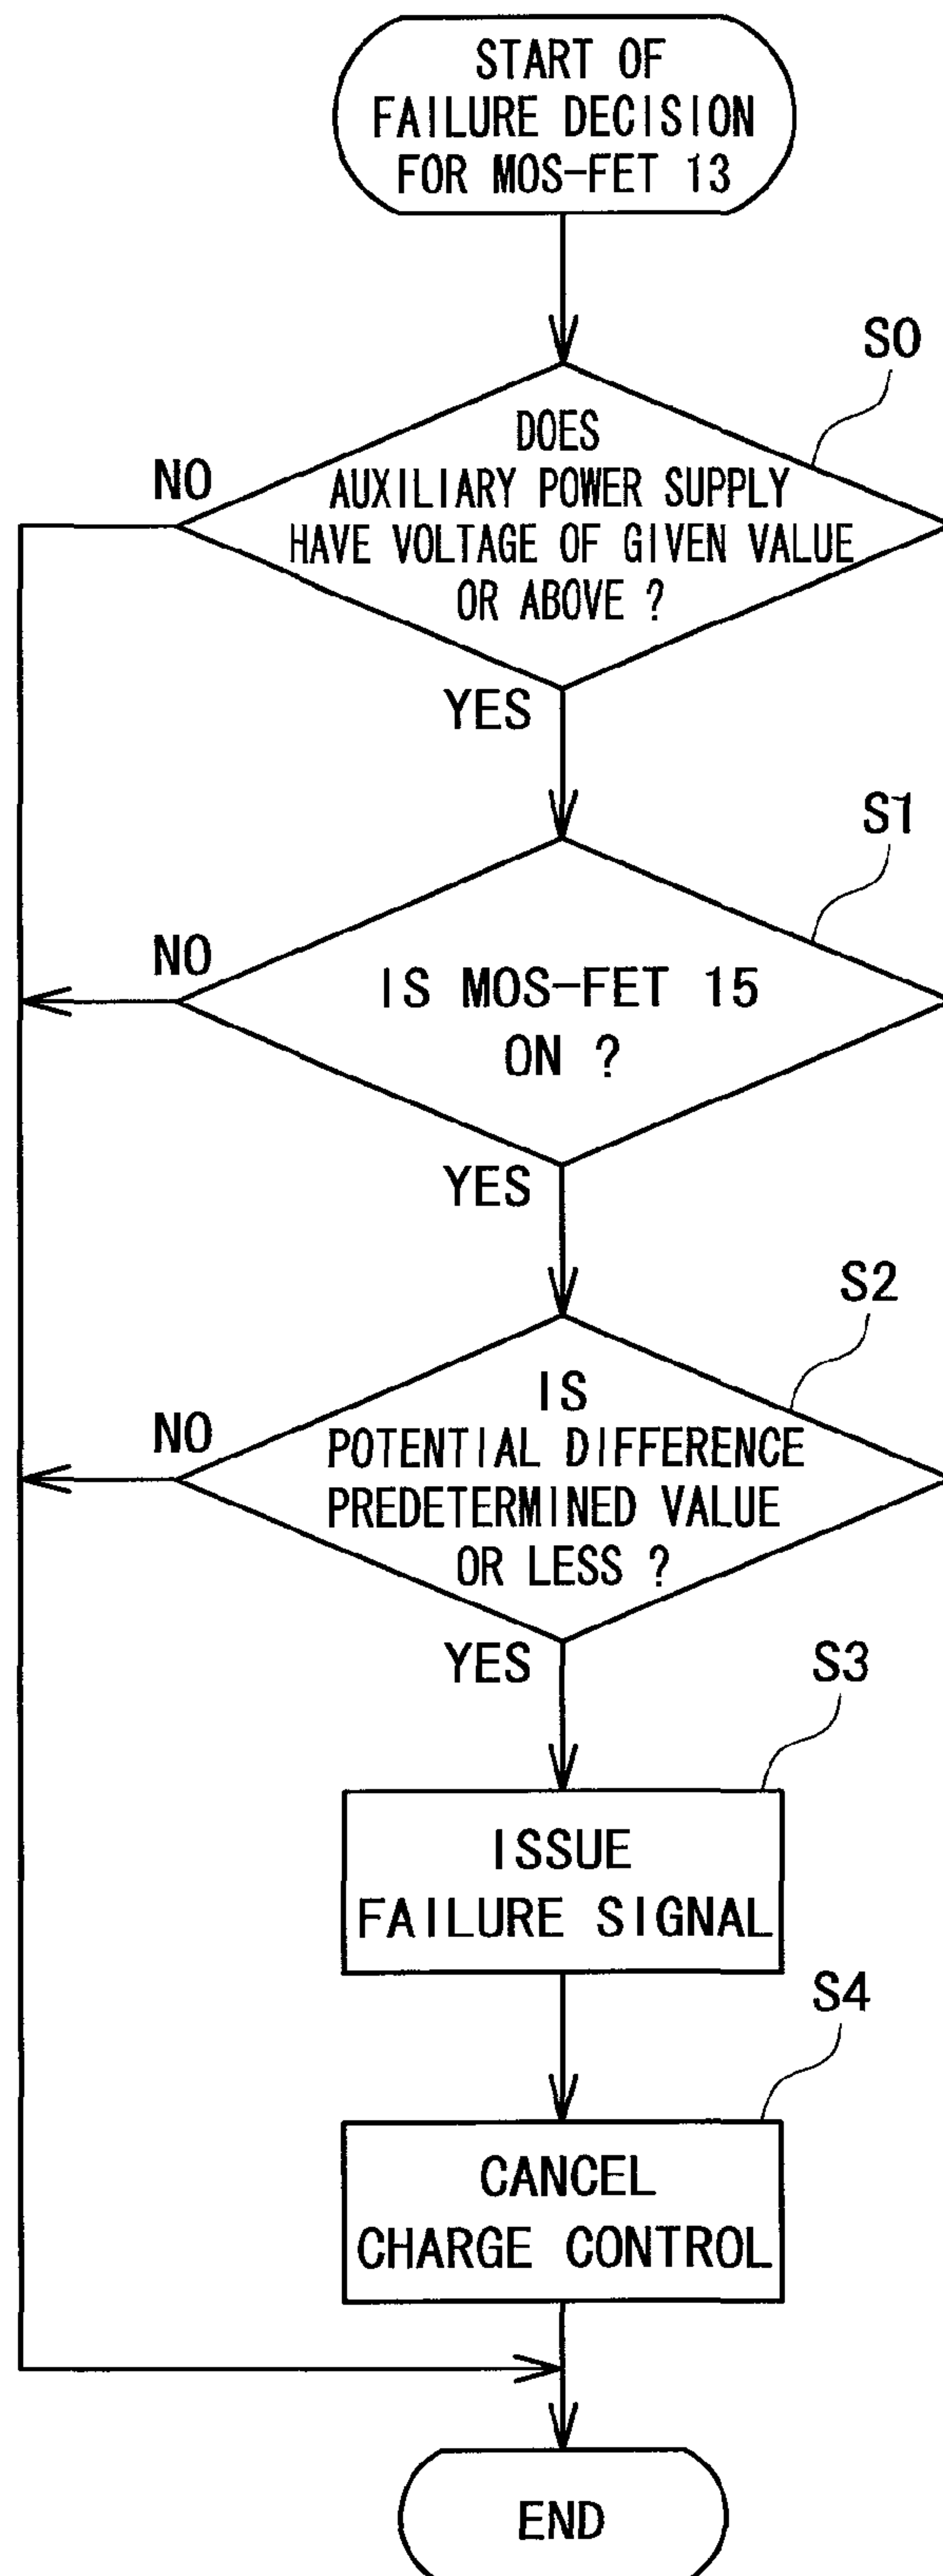 START OF
FAILURE DECISION
FOR MOS-FET 13
S0
DOES
AUXILIARY POWER SUPPLY
HAVE VOLTAGE OF GIVEN VALUE
OR ABOVE ?
NO
YES
S1
IS MOS-FET 15
ON ?
NO
YES
S2
IS
POTENTIAL DIFFERENCE
PREDETERMINED VALUE
OR LESS ?
NO
YES
S3
ISSUE
FAILURE SIGNAL
S4
CANCEL
CHARGE CONTROL
END